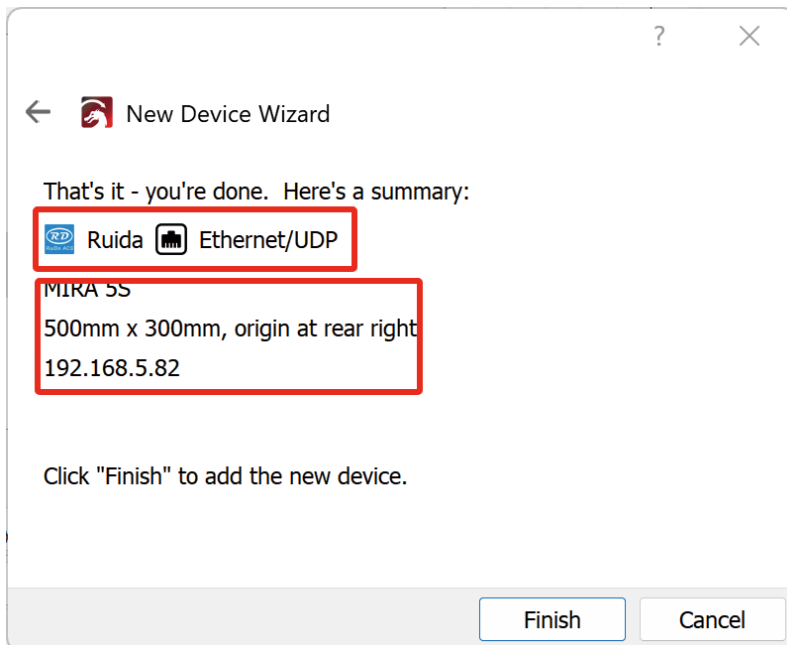 ?
New Device Wizard
That's it - you're done. Here's a summary:
RD Ruida Ethernet/UDP
MIRA 5S
500mm x 300mm, origin at rear right
192.168.5.82
Click "Finish" to add the new device.
Finish Cancel